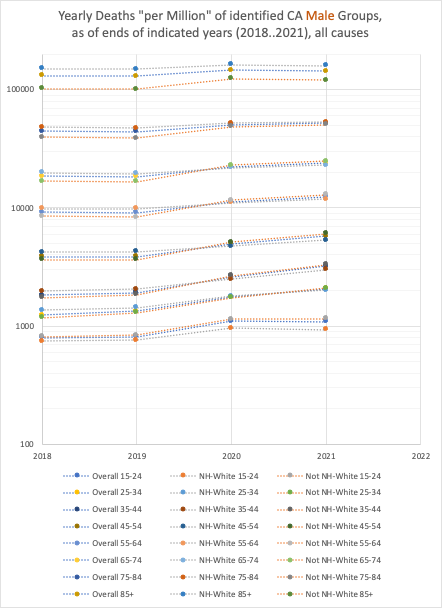 Yearly Deaths "per Million" of identified CA Male Groups,
as of ends of indicated years (2018..2021), all causes
100000
10000
1000
100
2018 2019 2020 2021 2022
Overall 15-24 NH-White 15-24 Not NH-White 15-24
Overall 25-34 NH-White 25-34 Not NH-White 25-34
Overall 35-44 NH-White 35-44 Not NH-White 35-44
Overall 45-54 NH-White 45-54 Not NH-White 45-54
Overall 55-64 NH-White 55-64 Not NH-White 55-64
Overall 65-74 NH-White 65-74 Not NH-White 65-74
Overall 75-84 NH-White 75-84 Not NH-White 75-84
Overall 85+ NH-White 85+ Not NH-White 85+